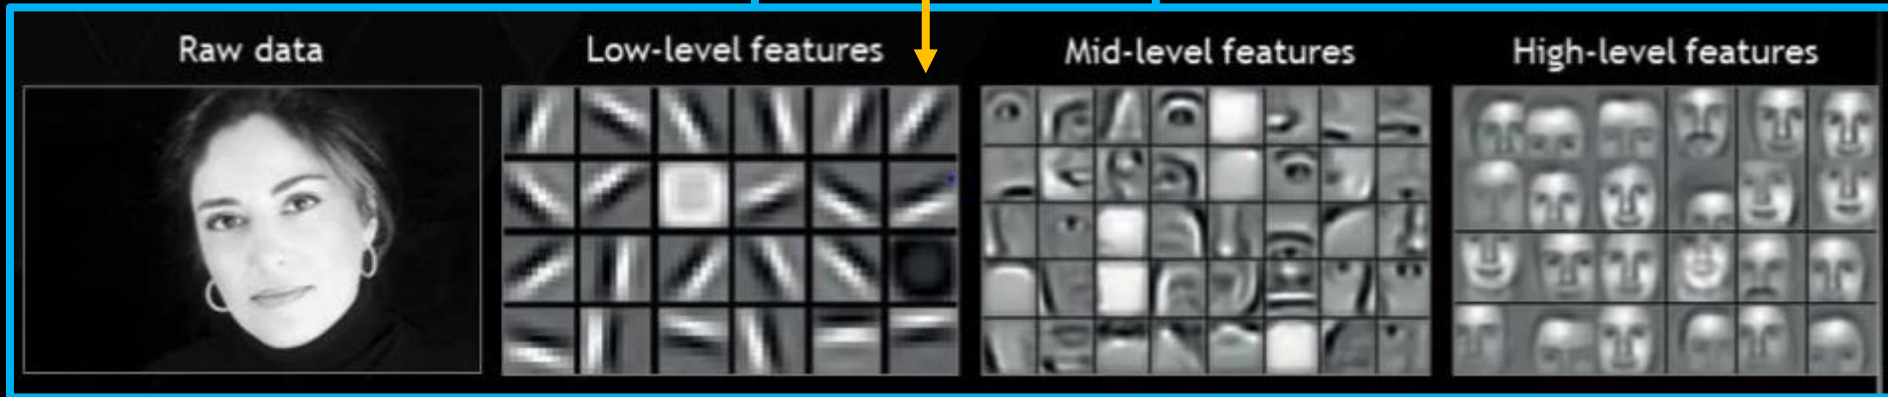 Raw data
Low-level features
Mid-level features
High-level features